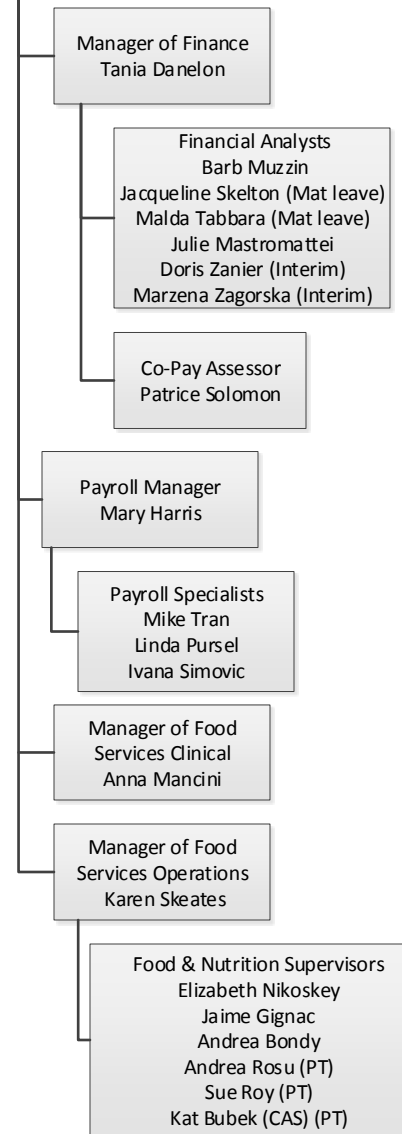 Manager of Finance
Tania Danelon
Financial Analysts
Barb Muzzin
Jacqueline Skelton (Mat leave)
Malda Tabbara (Mat leave)
Julie Mastromattei
Doris Zanier (Interim)
Marzena Zagorska (Interim)
Co-Pay Assessor
Patrice Solomon
Payroll Manager
Mary Harris
Payroll Specialists
Mike Tran
Linda Pursel
Ivana Simovic
Manager of Food
Services Clinical
Anna Mancini
Manager of Food
Services Operations
Karen Skeates
Food & Nutrition Supervisors
Elizabeth Nikoskey
Jaime Gignac
Andrea Bondy
Andrea Rosu (PT)
Sue Roy (PT)
Kat Bubek (CAS) (PT)